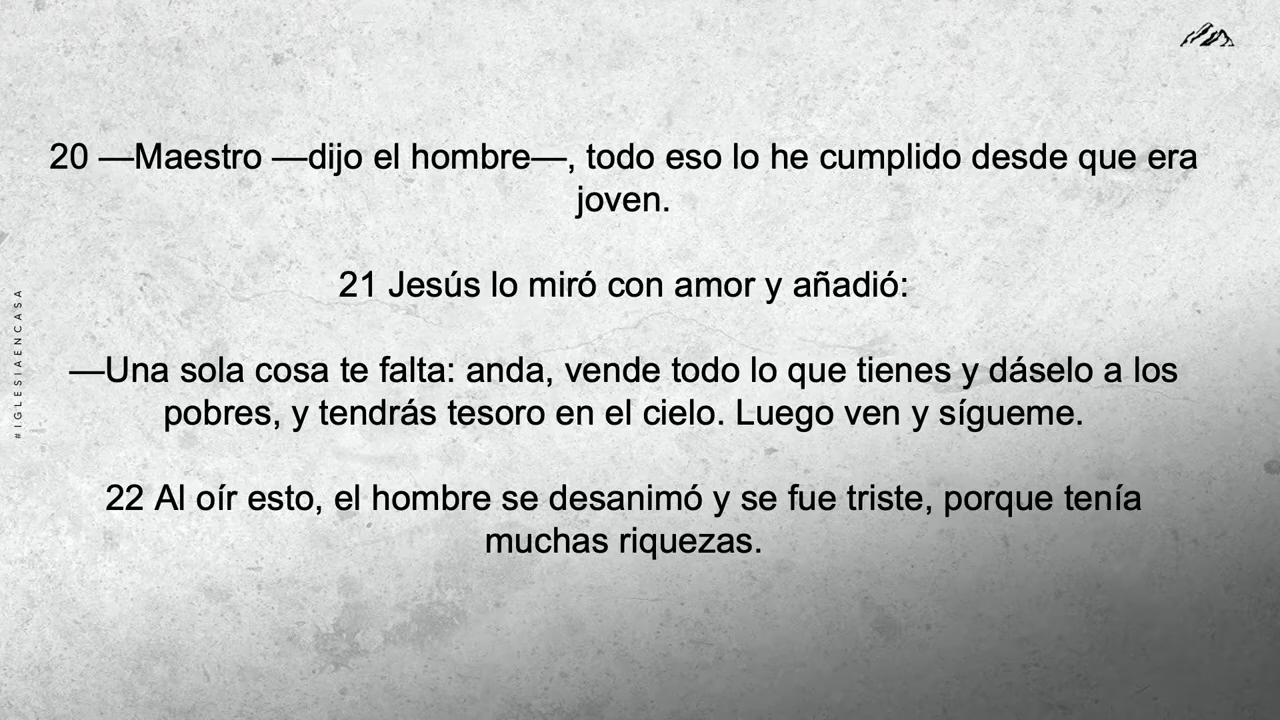 20 —Maestro —dijo el hombre—, todo eso lo he cumplido desde que era
joven.
21 Jesús lo miró con amor y añadió:
—Una sola cosa te falta: anda, vende todo lo que tienes y dáselo a los
pobres, y tendrás tesoro en el cielo. Luego ven y sígueme.
22 Al oír esto, el hombre se desanimó y se fue triste, porque tenía
muchas riquezas.
#IGLESIAENCASA